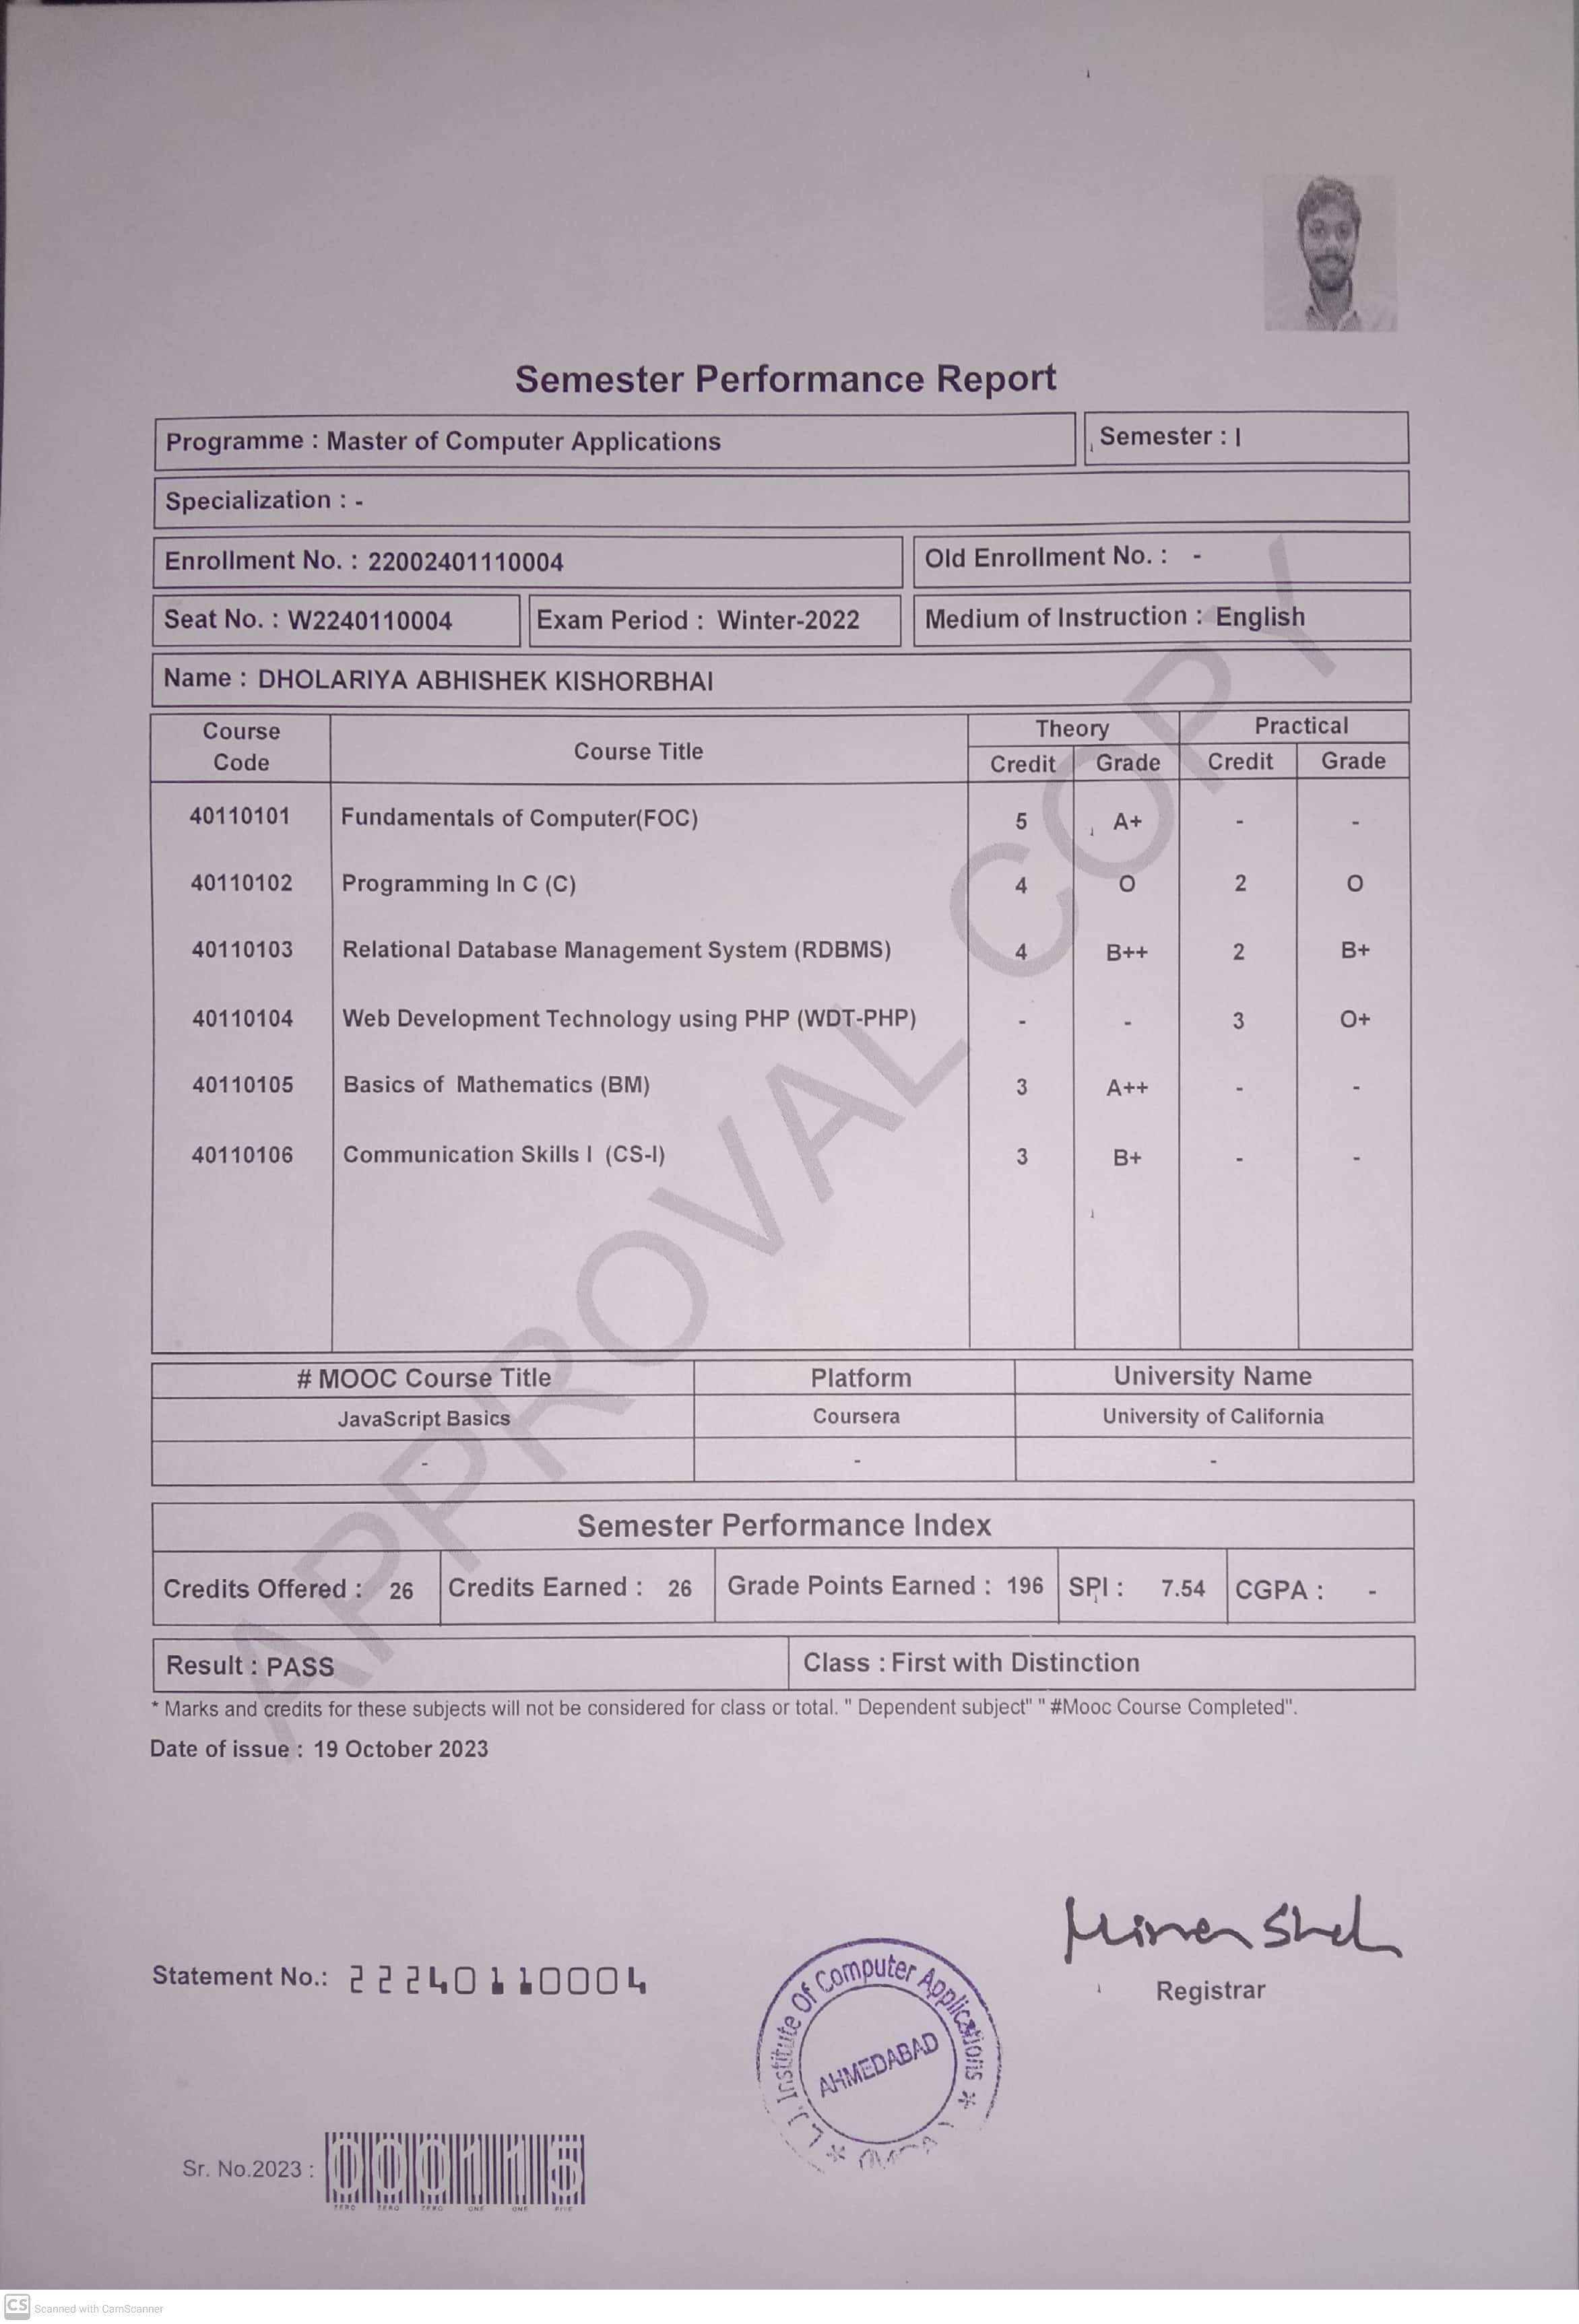 Semester Performance Report
Programme : Master of Computer Applications
Semester : I
Specialization : -
Enrollment No. : 22002401110004
Old Enrollment No. : -
Seat No. : W2240110004
Exam Period : Winter-2022
Medium of Instruction : English
Name : DHOLARIYA ABHISHEK KISHORBHAI
Course Code Course Title Theory Practical
Credit Grade Credit Grade
40110101 Fundamentals of Computer(FOC) 5 A+ - -
40110102 Programming In C (C) 4 O 2 O
40110103 Relational Database Management System (RDBMS) 4 B++ 2 B+
40110104 Web Development Technology using PHP (WDT-PHP) - - 3 O+
40110105 Basics of Mathematics (BM) 3 A++ - -
40110106 Communication Skills I (CS-I) 3 B+ - -
APPROVAL COPY
# MOOC Course Title Platform University Name
JavaScript Basics Coursera University of California
- - -
Semester Performance Index
Credits Offered : 26 Credits Earned : 26 Grade Points Earned : 196 SPI : 7.54 CGPA : -
Result : PASS Class : First with Distinction
* Marks and credits for these subjects will not be considered for class or total. " Dependent subject" " #Mooc Course Completed".
Date of issue : 19 October 2023
Statement No.: 22240110004
Registrar
L.J. Institute Of Computer Applications * (MCA) *
AHMEDABAD
Sr. No.2023 : 000115
ZERO ZERO ZERO ONE ONE FIVE
CS Scanned with CamScanner